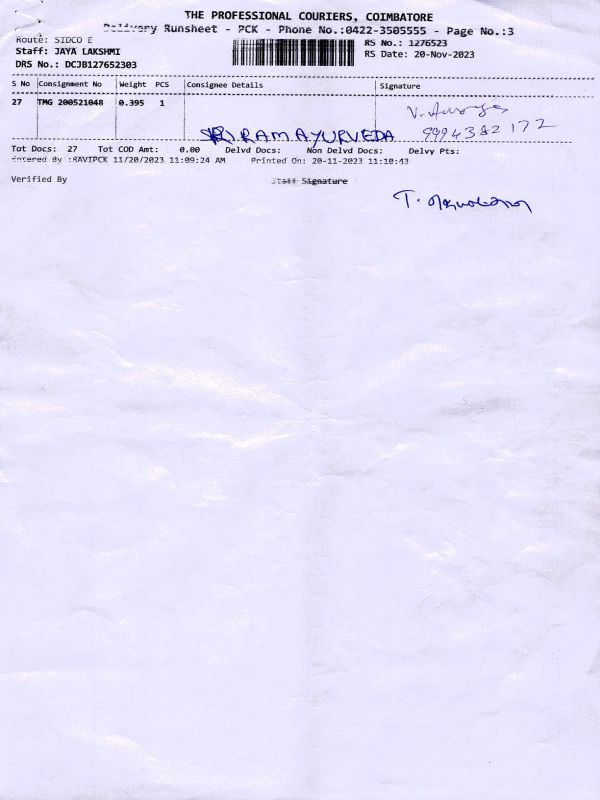 THE PROFESSIONAL COURIERS, COIMBATORE
Delivery Runsheet - PCK - Phone No.:0422-3505555 - Page No.:3
Route: SIDCO E
RS No.: 1276523
Staff: JAYA LAKSHMI
RS Date: 20-Nov-2023
DRS No.: DCJB127652303
S No Consignment No Weight PCS Consignee Details Signature
27 TMG 200521048 0.395 1
SRI RAM AYURVEDA 9994382172
Tot Docs: 27 Tot COD Amt: 0.00 Delvd Docs: Non Delvd Docs: Delvy Pts:
Entered By :RAVIPCK 11/20/2023 11:09:24 AM Printed On: 20-11-2023 11:10:43
Verified By Staff Signature